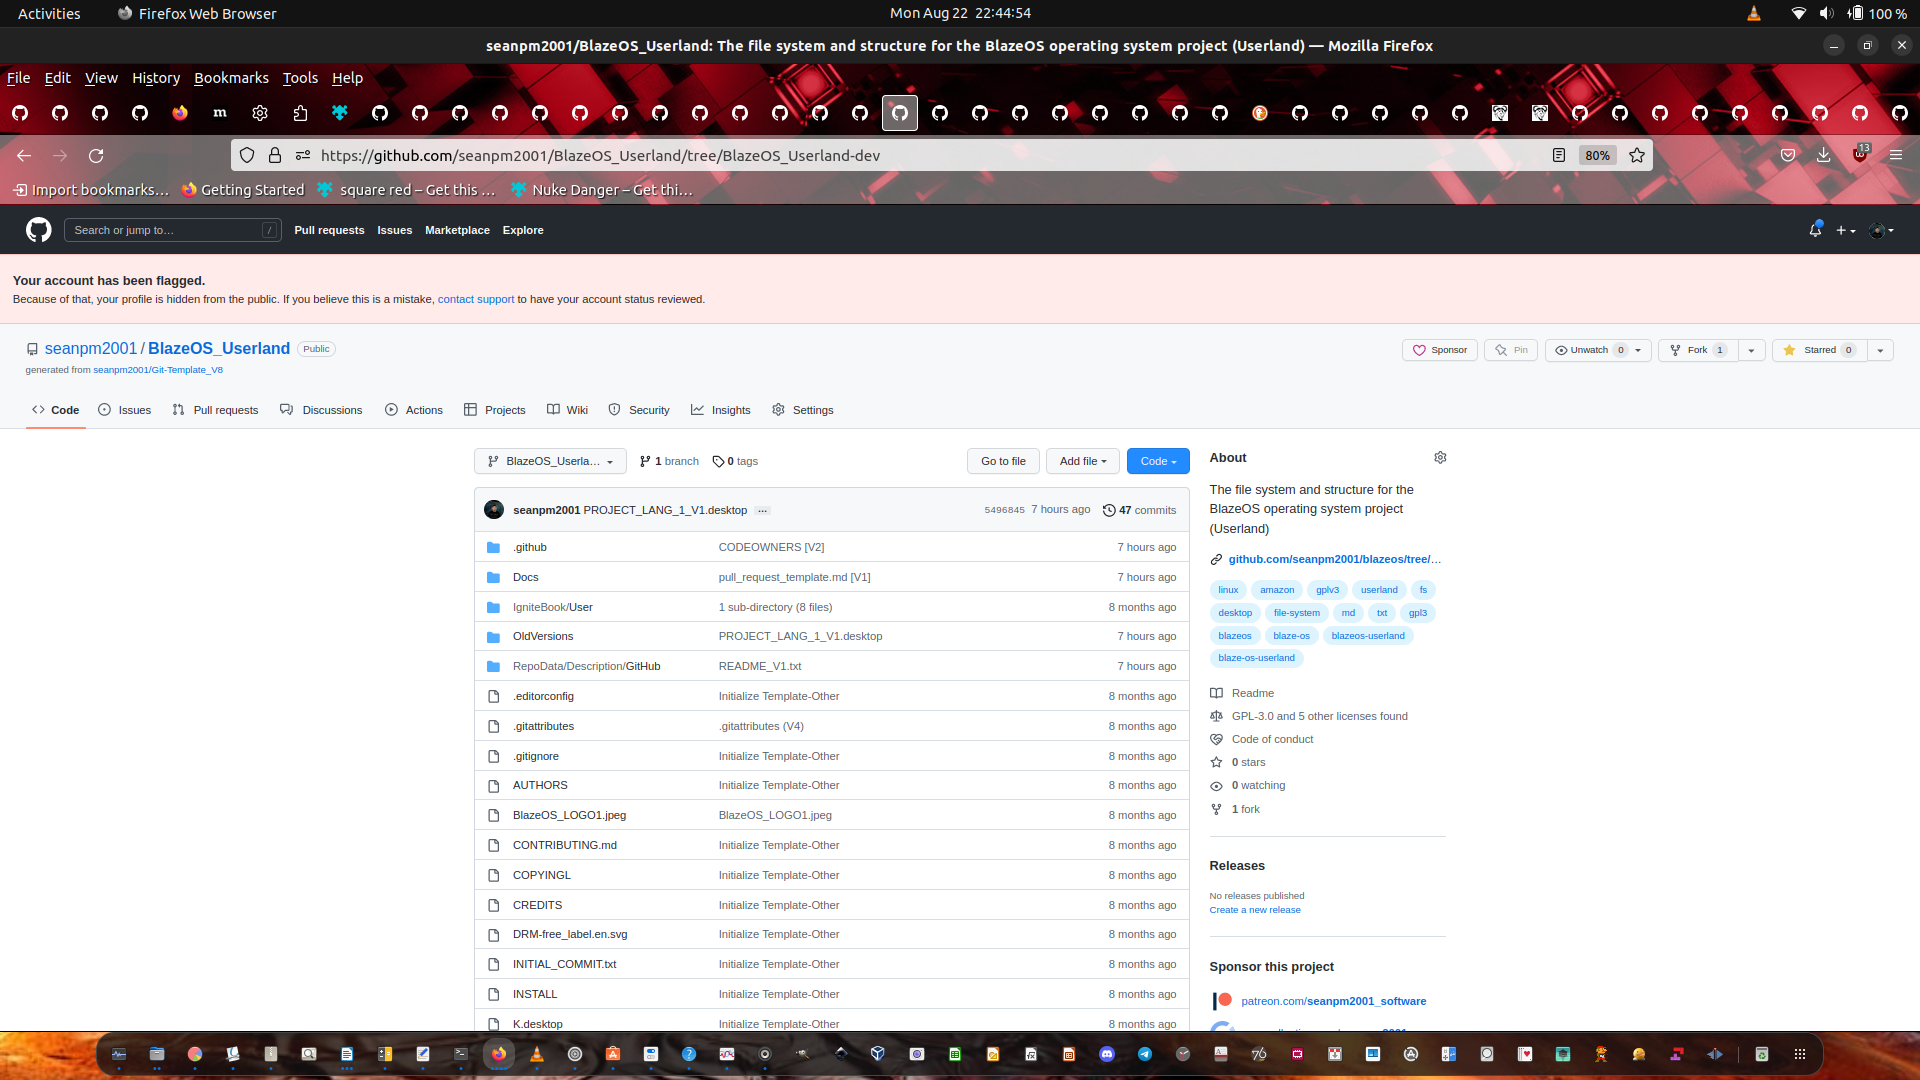 Activities Firefox Web Browser Mon Aug 22 22:44:54 100 %
seanpm2001/BlazeOS_Userland: The file system and structure for the BlazeOS operating system project (Userland) — Mozilla Firefox
File Edit View History Bookmarks Tools Help
https://github.com/seanpm2001/BlazeOS_Userland/tree/BlazeOS_Userland-dev 80% 13
Import bookmarks… Getting Started square red – Get this … Nuke Danger – Get thi…
Search or jump to… / Pull requests Issues Marketplace Explore
Your account has been flagged.
Because of that, your profile is hidden from the public. If you believe this is a mistake, contact support to have your account status reviewed.
seanpm2001 / BlazeOS_Userland Public Sponsor Pin Unwatch 0 Fork 1 Starred 0
generated from seanpm2001/Git-Template_V8
Code Issues Pull requests Discussions Actions Projects Wiki Security Insights Settings
BlazeOS_Userla… 1 branch 0 tags Go to file Add file Code
seanpm2001 PROJECT_LANG_1_V1.desktop … 5496845 7 hours ago 47 commits
.github CODEOWNERS [V2] 7 hours ago
Docs pull_request_template.md [V1] 7 hours ago
IgniteBook/User 1 sub-directory (8 files) 8 months ago
OldVersions PROJECT_LANG_1_V1.desktop 7 hours ago
RepoData/Description/GitHub README_V1.txt 7 hours ago
.editorconfig Initialize Template-Other 8 months ago
.gitattributes .gitattributes (V4) 8 months ago
.gitignore Initialize Template-Other 8 months ago
AUTHORS Initialize Template-Other 8 months ago
BlazeOS_LOGO1.jpeg BlazeOS_LOGO1.jpeg 8 months ago
CONTRIBUTING.md Initialize Template-Other 8 months ago
COPYINGL Initialize Template-Other 8 months ago
CREDITS Initialize Template-Other 8 months ago
DRM-free_label.en.svg Initialize Template-Other 8 months ago
INITIAL_COMMIT.txt Initialize Template-Other 8 months ago
INSTALL Initialize Template-Other 8 months ago
K.desktop Initialize Template-Other 8 months ago
About
The file system and structure for the
BlazeOS operating system project
(Userland)
github.com/seanpm2001/blazeos/tree/…
linux amazon gplv3 userland fs
desktop file-system md txt gpl3
blazeos blaze-os blazeos-userland
blaze-os-userland
Readme
GPL-3.0 and 5 other licenses found
Code of conduct
0 stars
0 watching
1 fork
Releases
No releases published
Create a new release
Sponsor this project
patreon.com/seanpm2001_software